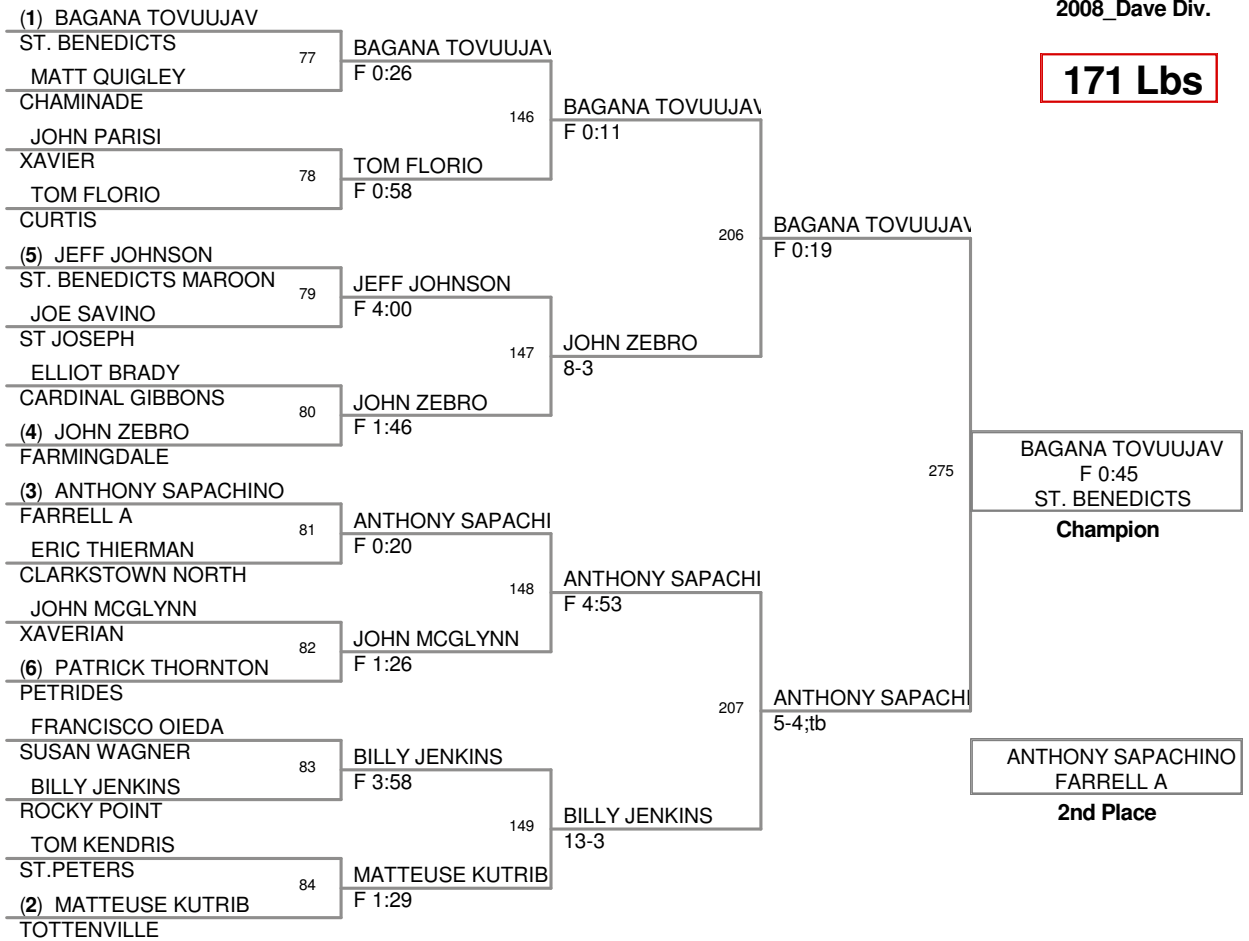 2008_Dave Div.
171 Lbs
(1) BAGANA TOVUUJAV
ST. BENEDICTS
77
MATT QUIGLEY
CHAMINADE
JOHN PARISI
XAVIER
78
TOM FLORIO
CURTIS
(5) JEFF JOHNSON
ST. BENEDICTS MAROON
79
JOE SAVINO
ST JOSEPH
ELLIOT BRADY
CARDINAL GIBBONS
80
(4) JOHN ZEBRO
FARMINGDALE
(3) ANTHONY SAPACHINO
FARRELL A
81
ERIC THIERMAN
CLARKSTOWN NORTH
JOHN MCGLYNN
XAVERIAN
82
(6) PATRICK THORNTON
PETRIDES
FRANCISCO OIEDA
SUSAN WAGNER
83
BILLY JENKINS
ROCKY POINT
TOM KENDRIS
ST.PETERS
84
(2) MATTEUSE KUTRIB
TOTTENVILLE
BAGANA TOVUUJAV
F 0:26
146
TOM FLORIO
F 0:58
JEFF JOHNSON
F 4:00
147
JOHN ZEBRO
F 1:46
ANTHONY SAPACHI
F 0:20
148
JOHN MCGLYNN
F 1:26
BILLY JENKINS
F 3:58
149
MATTEUSE KUTRIB
F 1:29
BAGANA TOVUUJAV
F 0:11
206
JOHN ZEBRO
8-3
ANTHONY SAPACHI
F 4:53
207
BILLY JENKINS
13-3
BAGANA TOVUUJAV
F 0:19
275
ANTHONY SAPACHI
5-4;tb
BAGANA TOVUUJAV
F 0:45
ST. BENEDICTS
Champion
ANTHONY SAPACHINO
FARRELL A
2nd Place